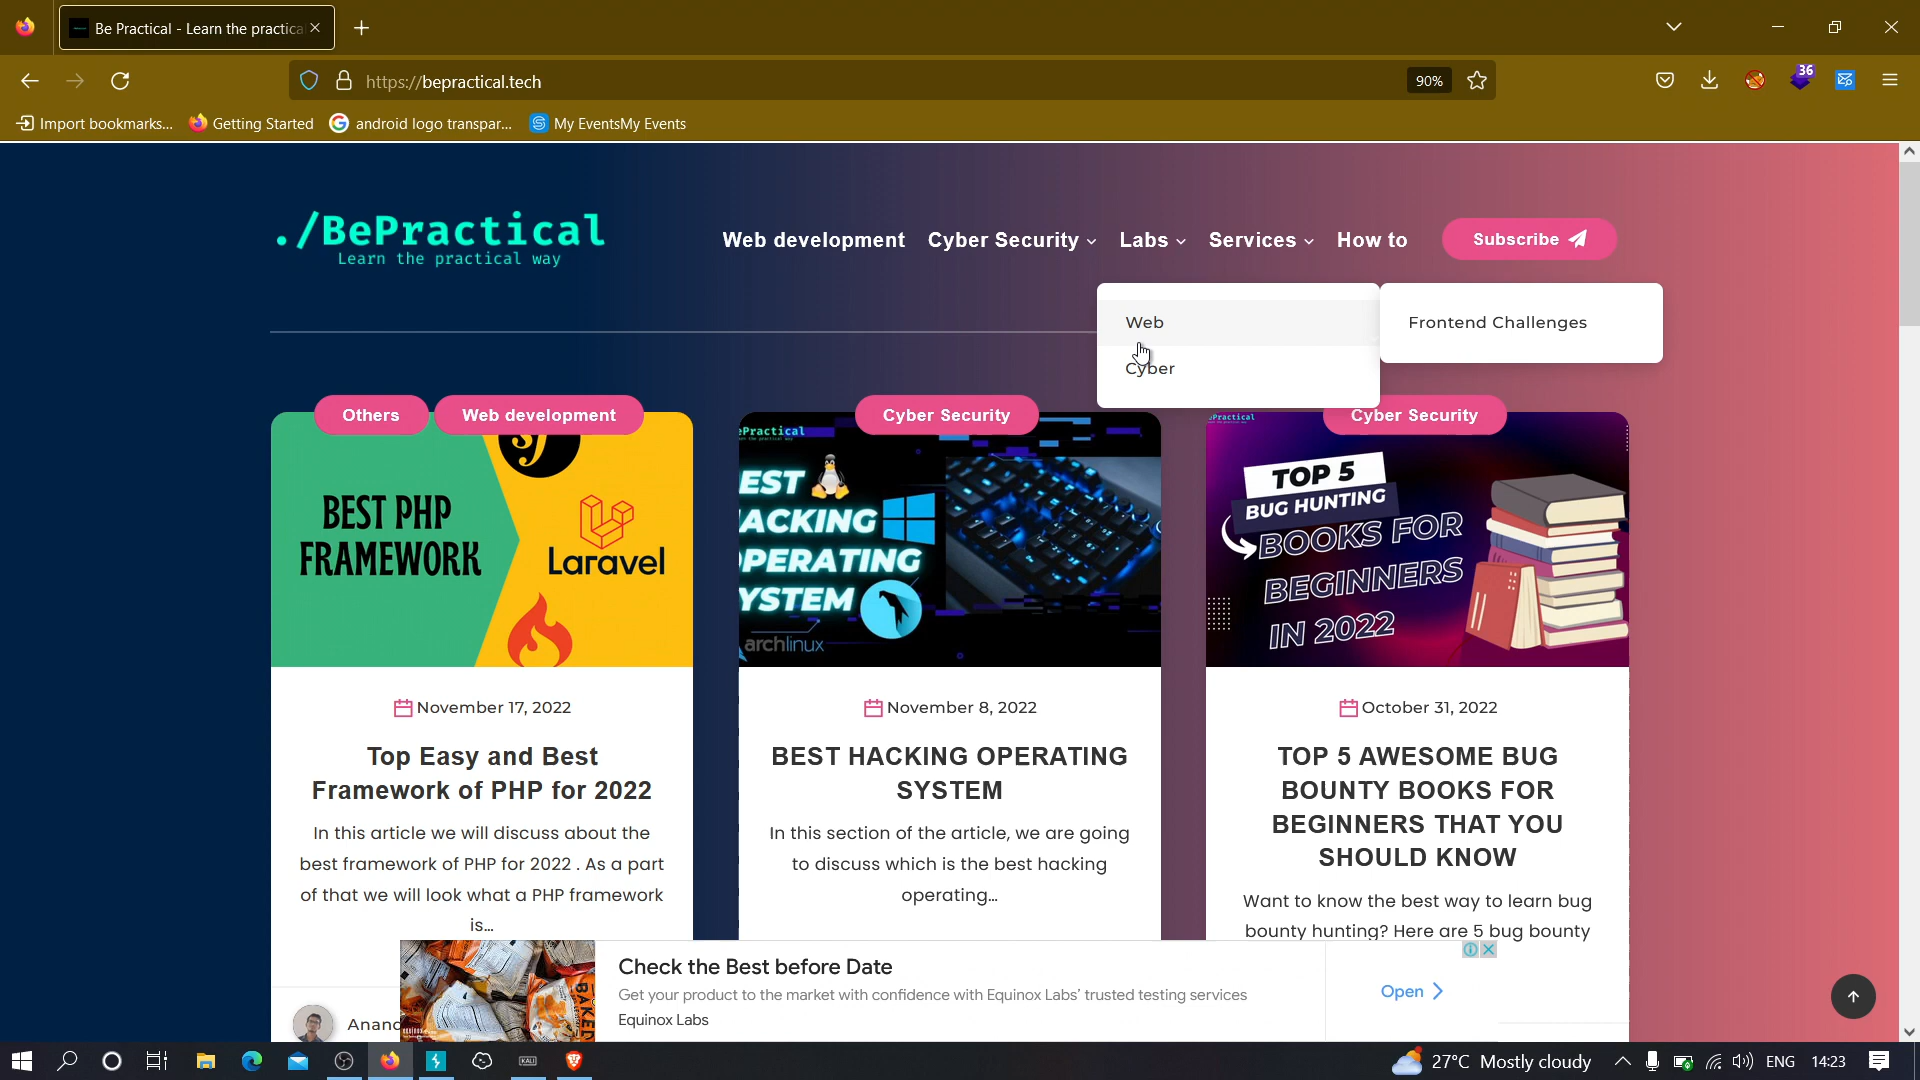 Be Practical - Learn the practica
https://bepractical.tech
90%
36
Import bookmarks...
Getting Started
android logo transpar...
My EventsMy Events
./BePractical
Learn the practical way
Web development
Cyber Security
Labs
Services
How to
Subscribe
Web
Frontend Challenges
Cyber
Others
Web development
BEST PHP
FRAMEWORK
Laravel
November 17, 2022
Top Easy and Best
Framework of PHP for 2022
In this article we will discuss about the
best framework of PHP for 2022 . As a part
of that we will look what a PHP framework
is...
Anand
Cyber Security
ePractical
EST
ACKING
PERATING
YSTEM
archlinux
November 8, 2022
BEST HACKING OPERATING
SYSTEM
In this section of the article, we are going
to discuss which is the best hacking
operating...
Cyber Security
ePractical
TOP 5
BUG HUNTING
BOOKS FOR
BEGINNERS
IN 2022
October 31, 2022
TOP 5 AWESOME BUG
BOUNTY BOOKS FOR
BEGINNERS THAT YOU
SHOULD KNOW
Want to know the best way to learn bug
bounty hunting? Here are 5 bug bounty
Check the Best before Date
Get your product to the market with confidence with Equinox Labs' trusted testing services
Equinox Labs
Open
KALI
27°C Mostly cloudy
ENG
14:23